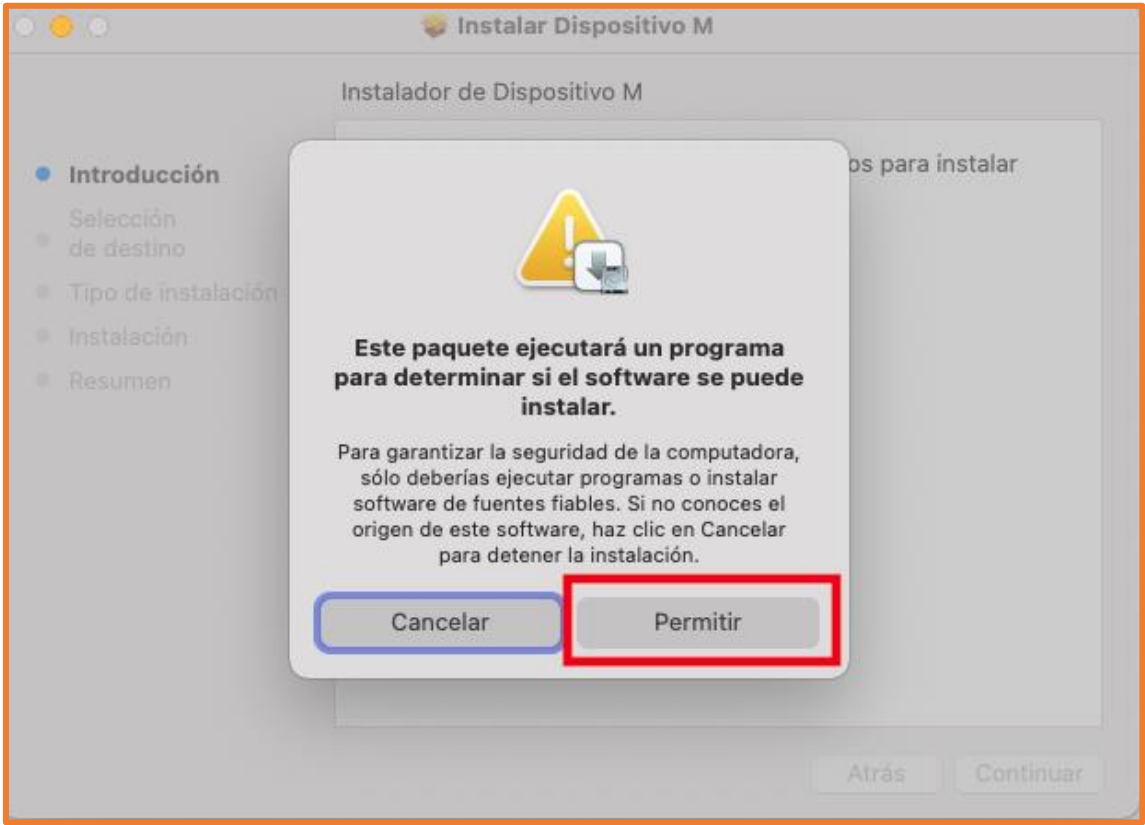 Instalar Dispositivo M
Instalador de Dispositivo M
os para instalar
Introducción
Selección
de destino
Tipo de instalación
Instalación
Resumen
Este paquete ejecutará un programa
para determinar si el software se puede
instalar.
Para garantizar la seguridad de la computadora,
sólo deberías ejecutar programas o instalar
software de fuentes fiables. Si no conoces el
origen de este software, haz clic en Cancelar
para detener la instalación.
Cancelar
Permitir
Atrás
Continuar